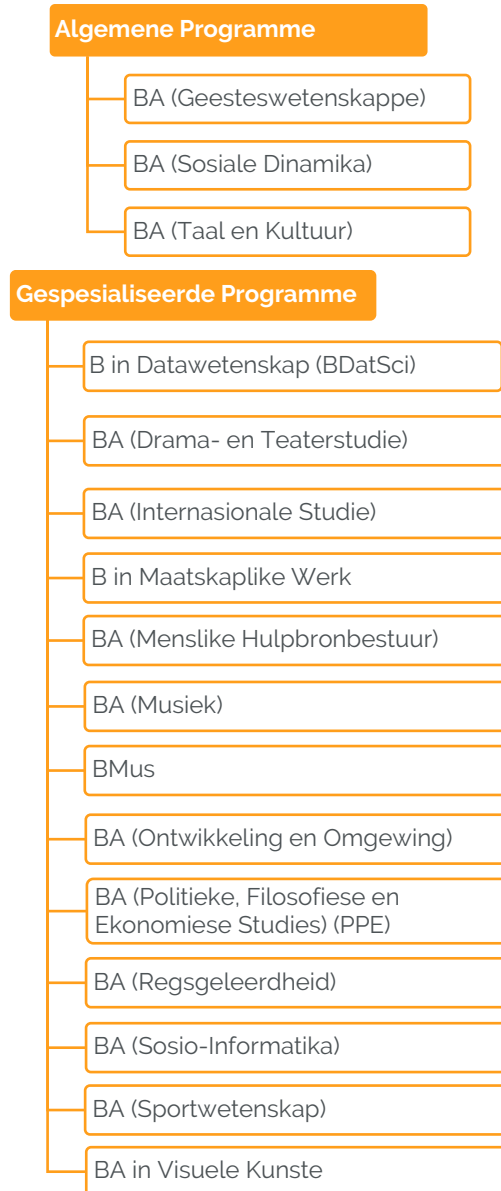 Algemene Programme
BA (Geesteswetenskappe)
BA (Sosiale Dinamika)
BA (Taal en Kultuur)
Gespesialiseerde Programme
B in Datawetenskap (BDatSci)
BA (Drama- en Teaterstudie)
BA (Internasionale Studie)
B in Maatskaplike Werk
BA (Menslike Hulpbronbestuur)
BA (Musiek)
BMus
BA (Ontwikkeling en Omgewing)
BA (Politieke, Filosofiese en
Ekonomiese Studies) (PPE)
BA (Regsgeleerdheid)
BA (Sosio-Informatika)
BA (Sportwetenskap)
BA in Visuele Kunste